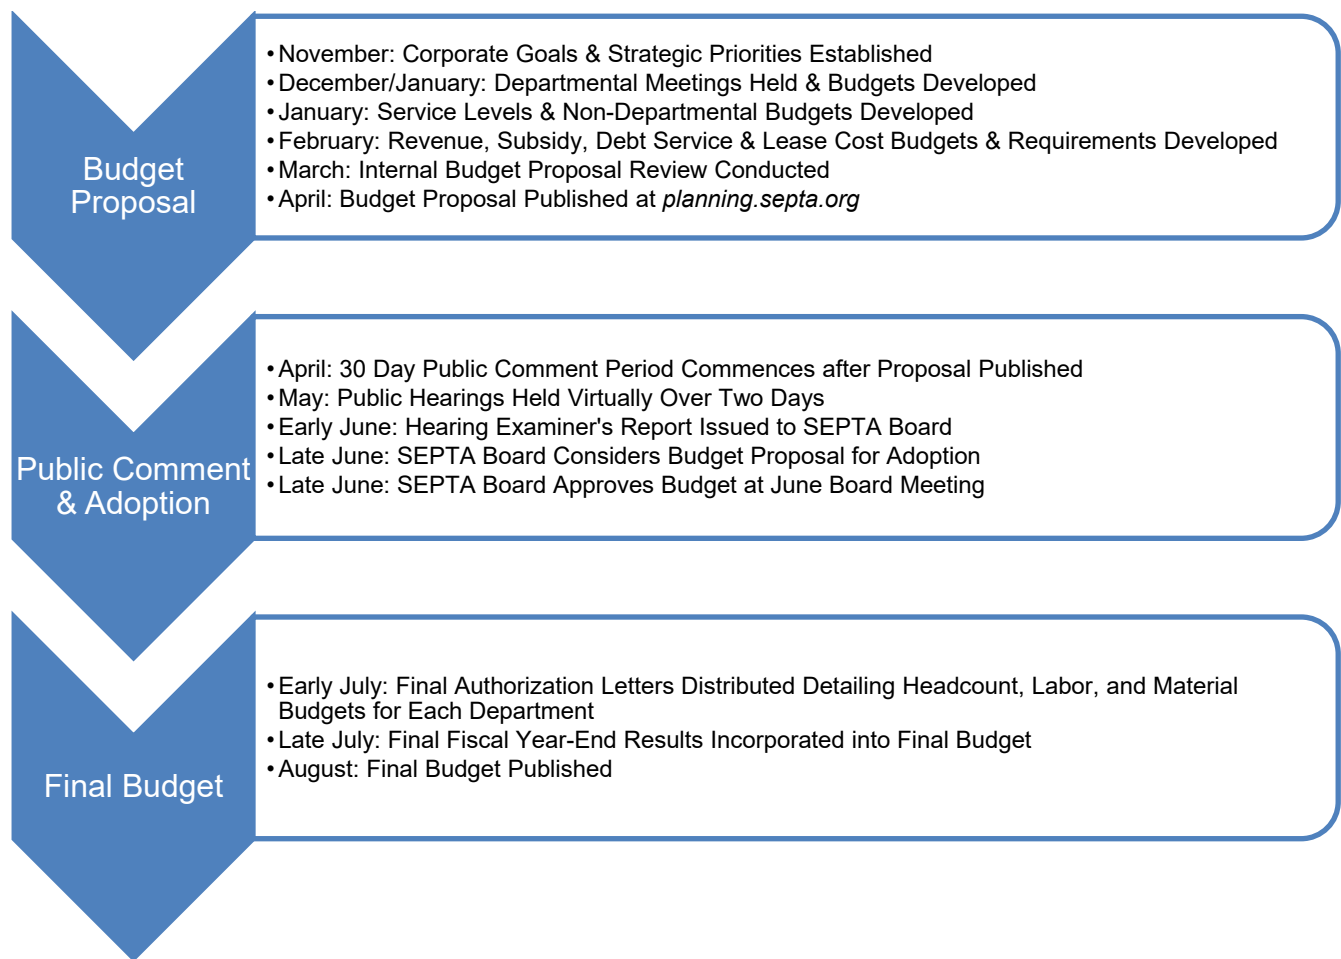 Budget
Proposal
•November: Corporate Goals & Strategic Priorities Established
•December/January: Departmental Meetings Held & Budgets Developed
•January: Service Levels & Non-Departmental Budgets Developed
•February: Revenue, Subsidy, Debt Service & Lease Cost Budgets & Requirements Developed
•March: Internal Budget Proposal Review Conducted
•April: Budget Proposal Published at planning.septa.org
Public Comment
& Adoption
•April: 30 Day Public Comment Period Commences after Proposal Published
•May: Public Hearings Held Virtually Over Two Days
•Early June: Hearing Examiner's Report Issued to SEPTA Board
•Late June: SEPTA Board Considers Budget Proposal for Adoption
•Late June: SEPTA Board Approves Budget at June Board Meeting
Final Budget
•Early July: Final Authorization Letters Distributed Detailing Headcount, Labor, and Material
Budgets for Each Department
•Late July: Final Fiscal Year-End Results Incorporated into Final Budget
•August: Final Budget Published